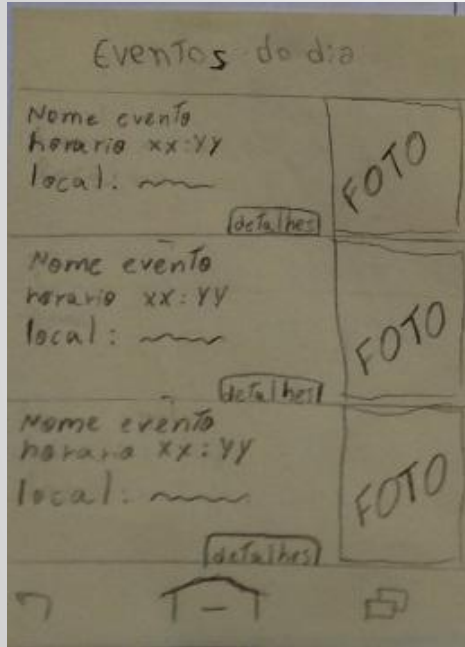 Eventos do dia
Nome evento
horario xx:yy
local:
detalhes
FOTO
Nome evento
horario xx:yy
local:
detalhes
FOTO
Nome evento
horario xx:yy
local:
detalhes
FOTO